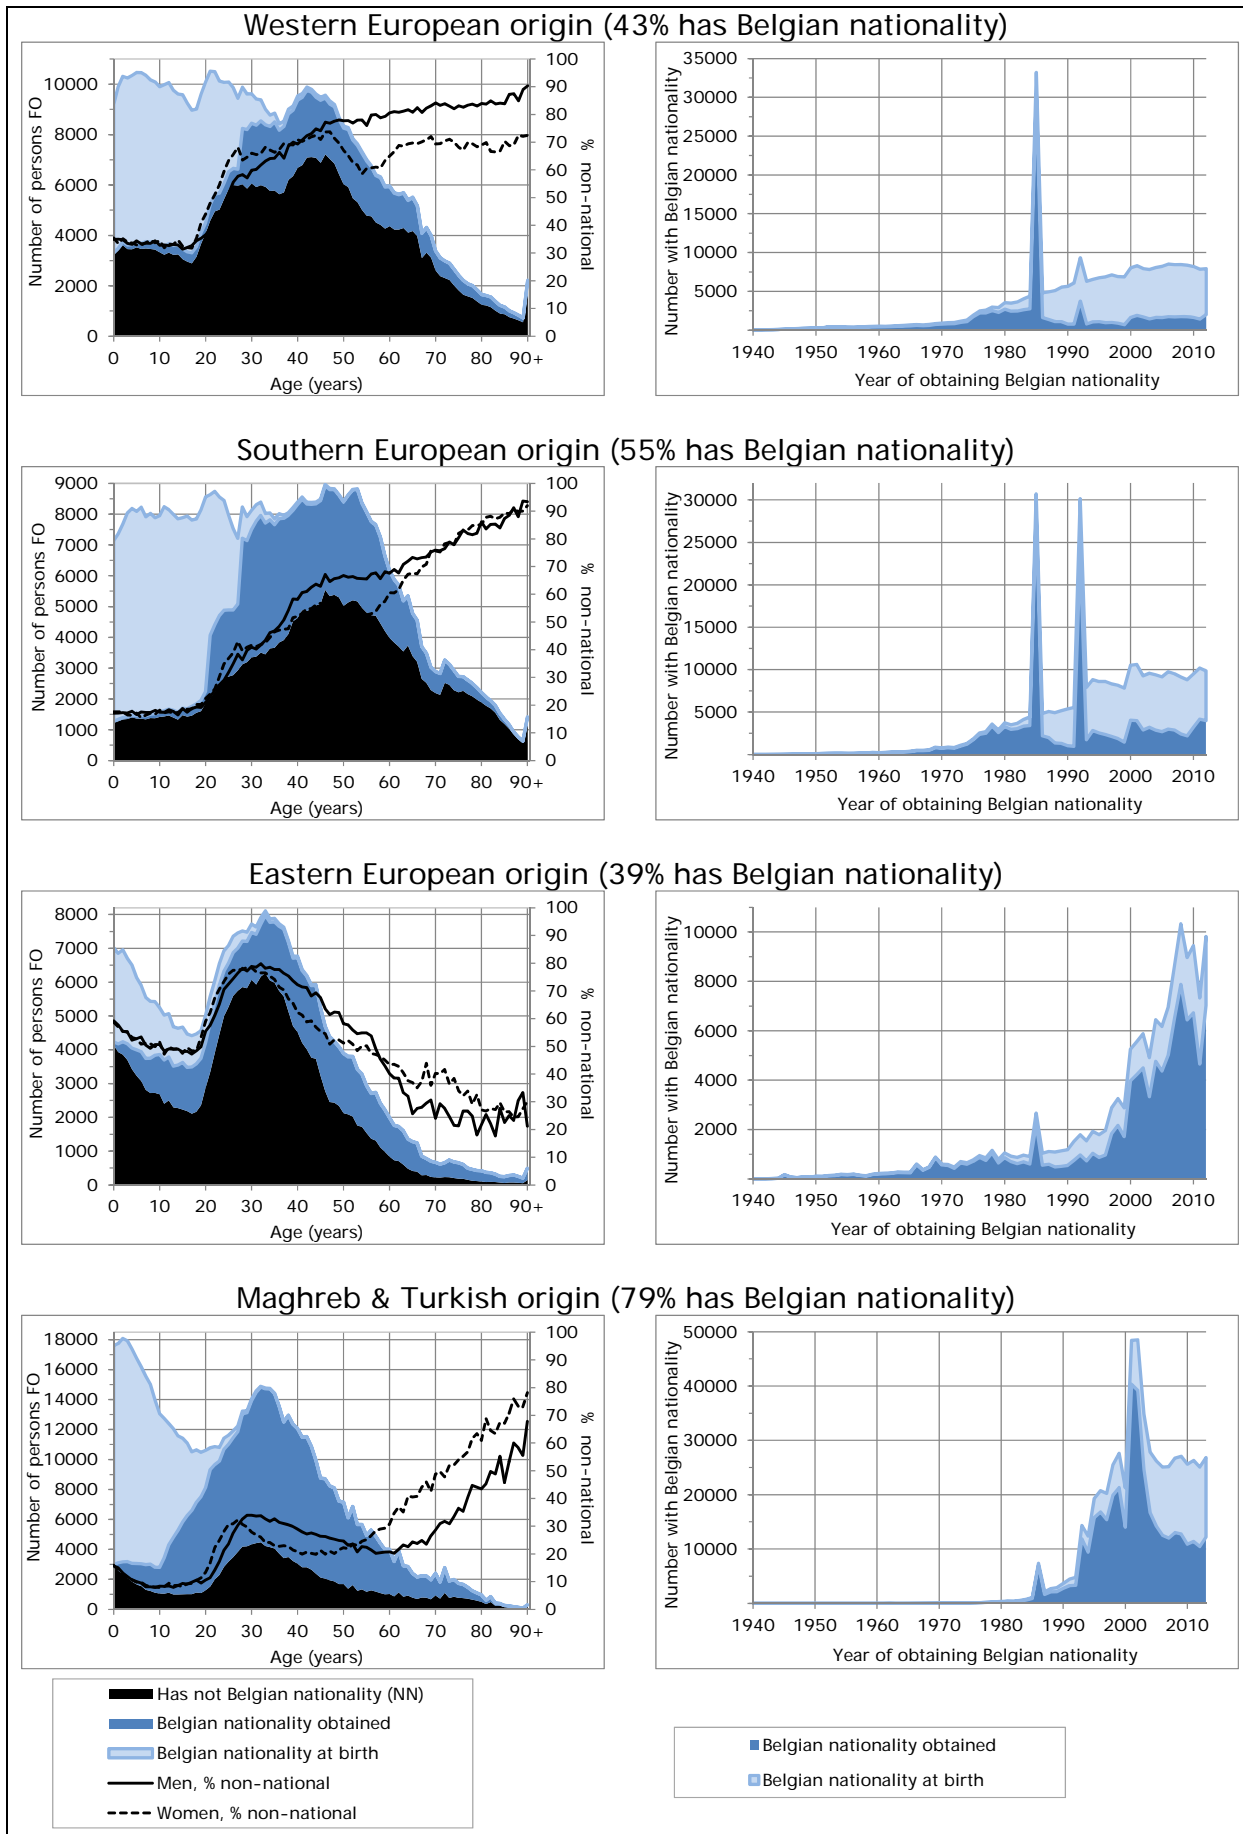 Western European origin (43% has Belgian nationality)
Number of persons FO
10000
8000
6000
4000
2000
0
100
90
80
70
60
50
40
30
20
10
0
% non-national
0 10 20 30 40 50 60 70 80 90+
Age (years)
Number with Belgian nationality
35000
30000
25000
20000
15000
10000
5000
1940 1950 1960 1970 1980 1990 2000 2010
Year of obtaining Belgian nationality
Southern European origin (55% has Belgian nationality)
Number of persons FO
9000
8000
7000
6000
5000
4000
3000
2000
1000
0
100
90
80
70
60
50
40
30
20
10
0
% non-national
0 10 20 30 40 50 60 70 80 90+
Age (years)
Number with Belgian nationality
30000
25000
20000
15000
10000
5000
1940 1950 1960 1970 1980 1990 2000 2010
Year of obtaining Belgian nationality
Eastern European origin (39% has Belgian nationality)
Number of persons FO
8000
7000
6000
5000
4000
3000
2000
1000
0
100
90
80
70
60
50
40
30
20
10
0
% non-national
0 10 20 30 40 50 60 70 80 90+
Age (years)
Number with Belgian nationality
10000
8000
6000
4000
2000
1940 1950 1960 1970 1980 1990 2000 2010
Year of obtaining Belgian nationality
Maghreb & Turkish origin (79% has Belgian nationality)
Number of persons FO
18000
16000
14000
12000
10000
8000
6000
4000
2000
0
100
90
80
70
60
50
40
30
20
10
0
% non-national
0 10 20 30 40 50 60 70 80 90+
Age (years)
Number with Belgian nationality
50000
40000
30000
20000
10000
1940 1950 1960 1970 1980 1990 2000 2010
Year of obtaining Belgian nationality
Has not Belgian nationality (NN)
Belgian nationality obtained
Belgian nationality at birth
Men, % non-national
Women, % non-national
Belgian nationality obtained
Belgian nationality at birth